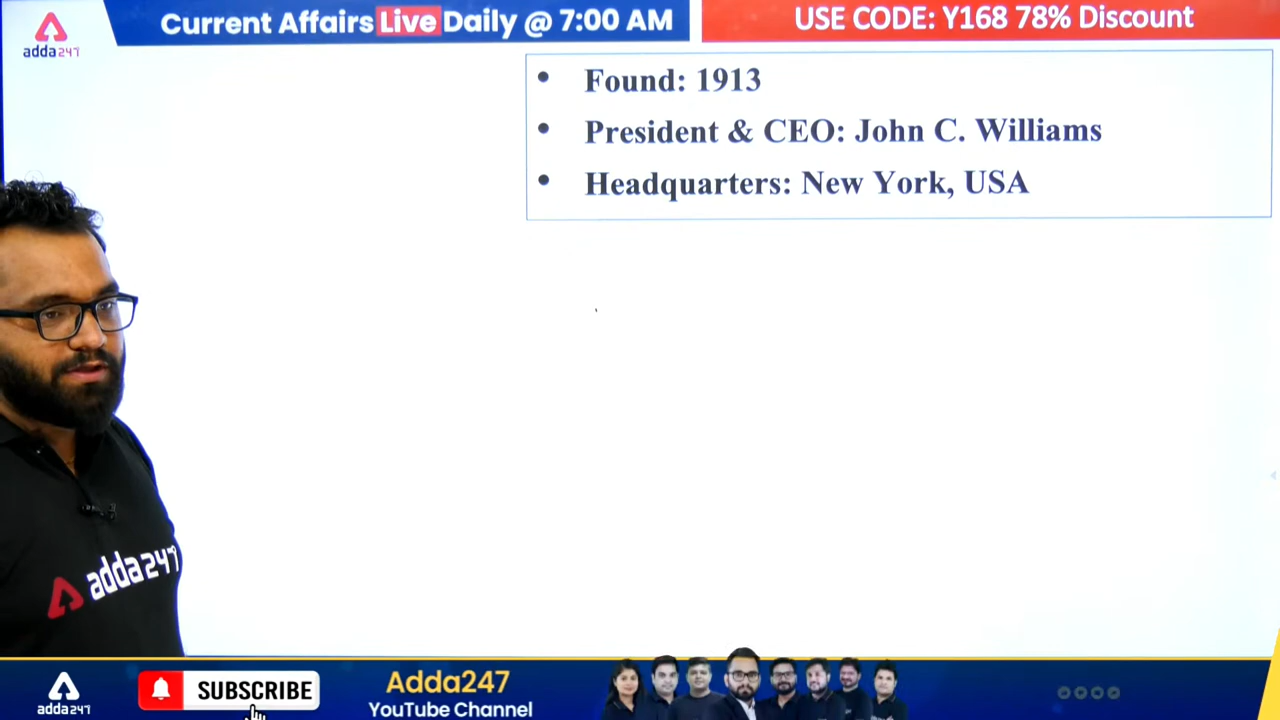 adda247
Current Affairs Live Daily @ 7:00 AM
USE CODE: Y168 78% Discount
• Found: 1913
• President & CEO: John C. Williams
• Headquarters: New York, USA
adda247
adda247
SUBSCRIBE
Adda247
YouTube Channel